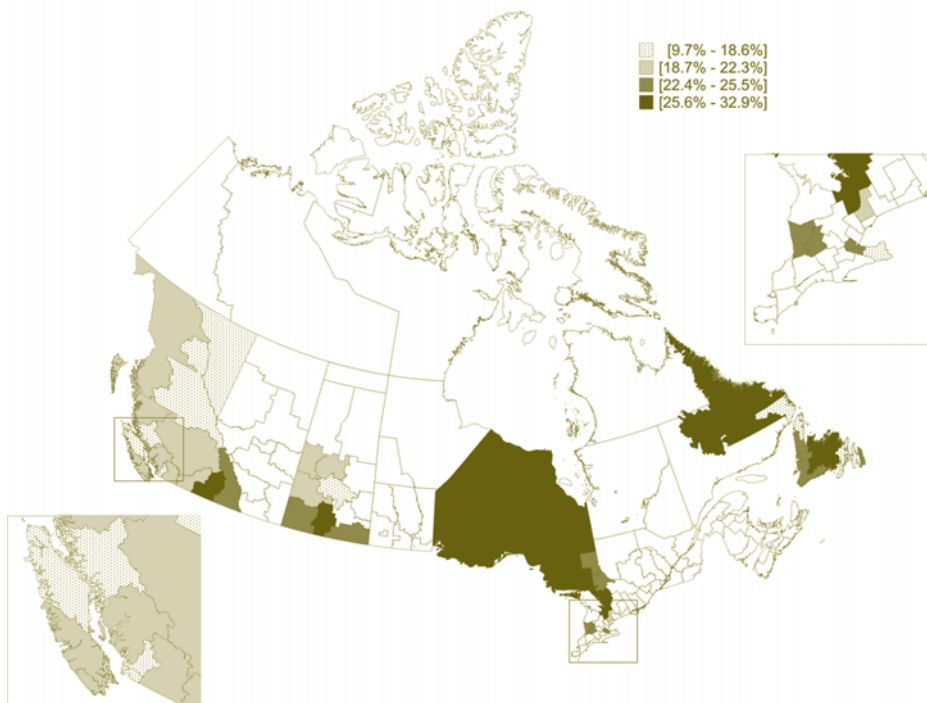 [9.7% - 18.6%]
[18.7% - 22.3%]
[22.4% - 25.5%]
[25.6% - 32.9%]